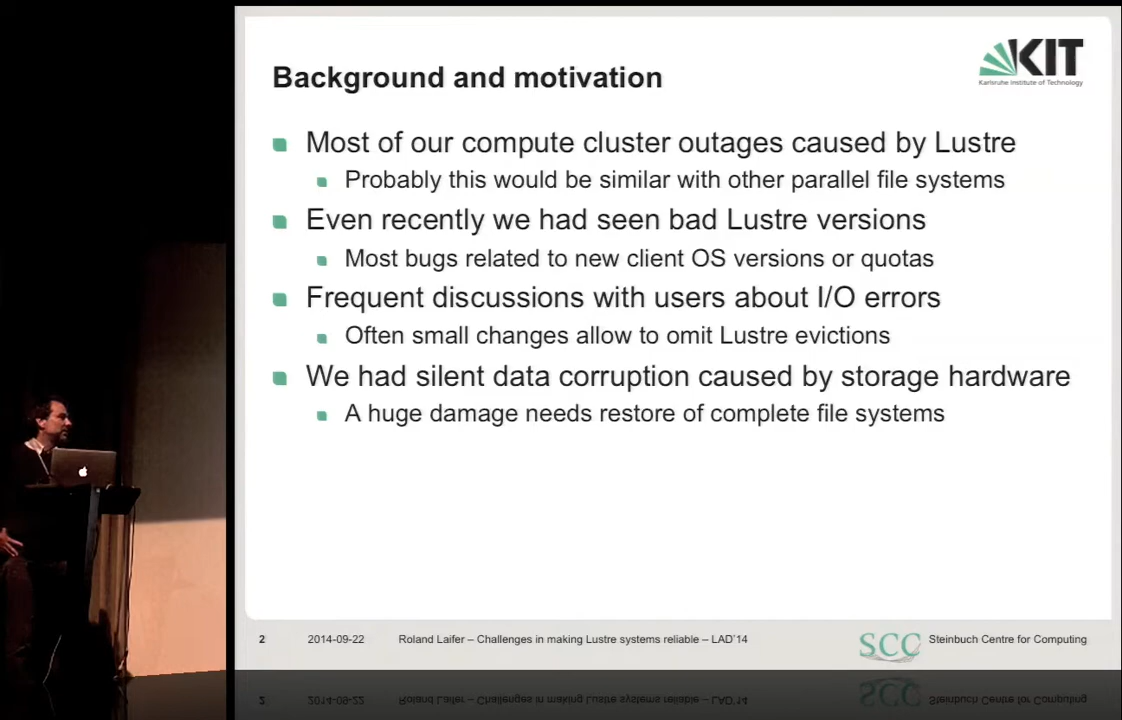 KIT
Karlsruhe Institute of Technology
Background and motivation
Most of our compute cluster outages caused by Lustre
Probably this would be similar with other parallel file systems
Even recently we had seen bad Lustre versions
Most bugs related to new client OS versions or quotas
Frequent discussions with users about I/O errors
Often small changes allow to omit Lustre evictions
We had silent data corruption caused by storage hardware
A huge damage needs restore of complete file systems
2 2014-09-22 Roland Laifer – Challenges in making Lustre systems reliable – LAD'14 SCC Steinbuch Centre for Computing